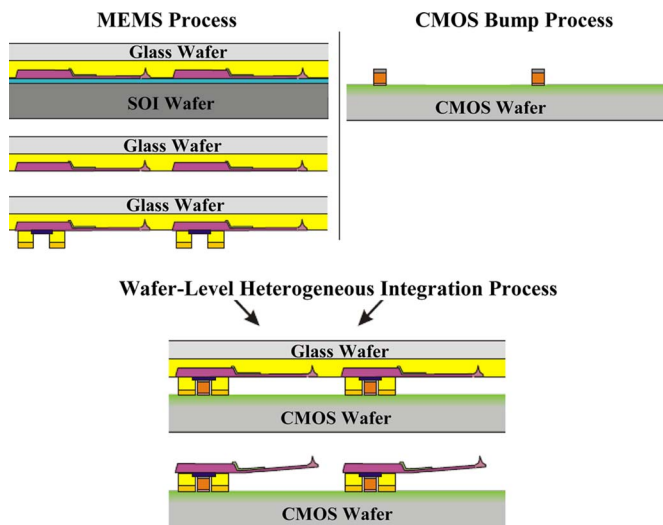 MEMS Process
Glass Wafer
SOI Wafer
Glass Wafer
Glass Wafer
CMOS Bump Process
CMOS Wafer
Wafer-Level Heterogeneous Integration Process
Glass Wafer
CMOS Wafer
CMOS Wafer